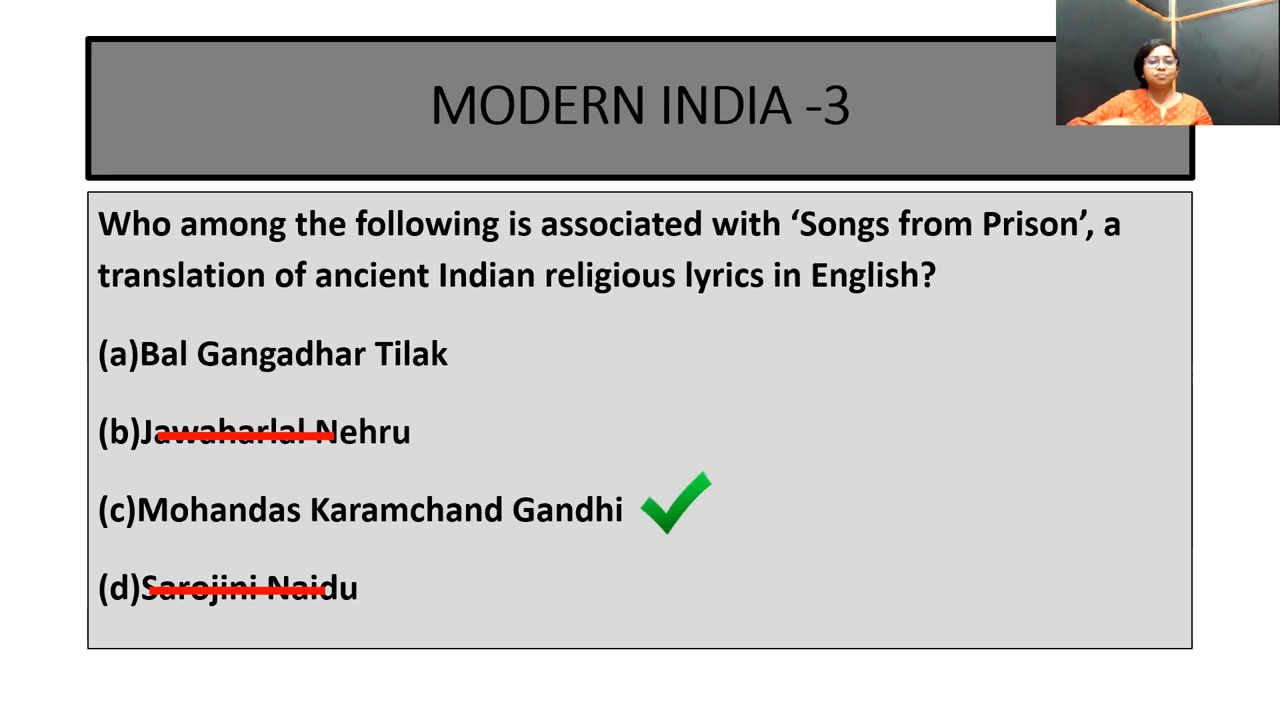 MODERN INDIA -3
Who among the following is associated with ‘Songs from Prison’, a
translation of ancient Indian religious lyrics in English?
(a)Bal Gangadhar Tilak
(b)Jawaharlal Nehru
(c)Mohandas Karamchand Gandhi
(d)Sarojini Naidu